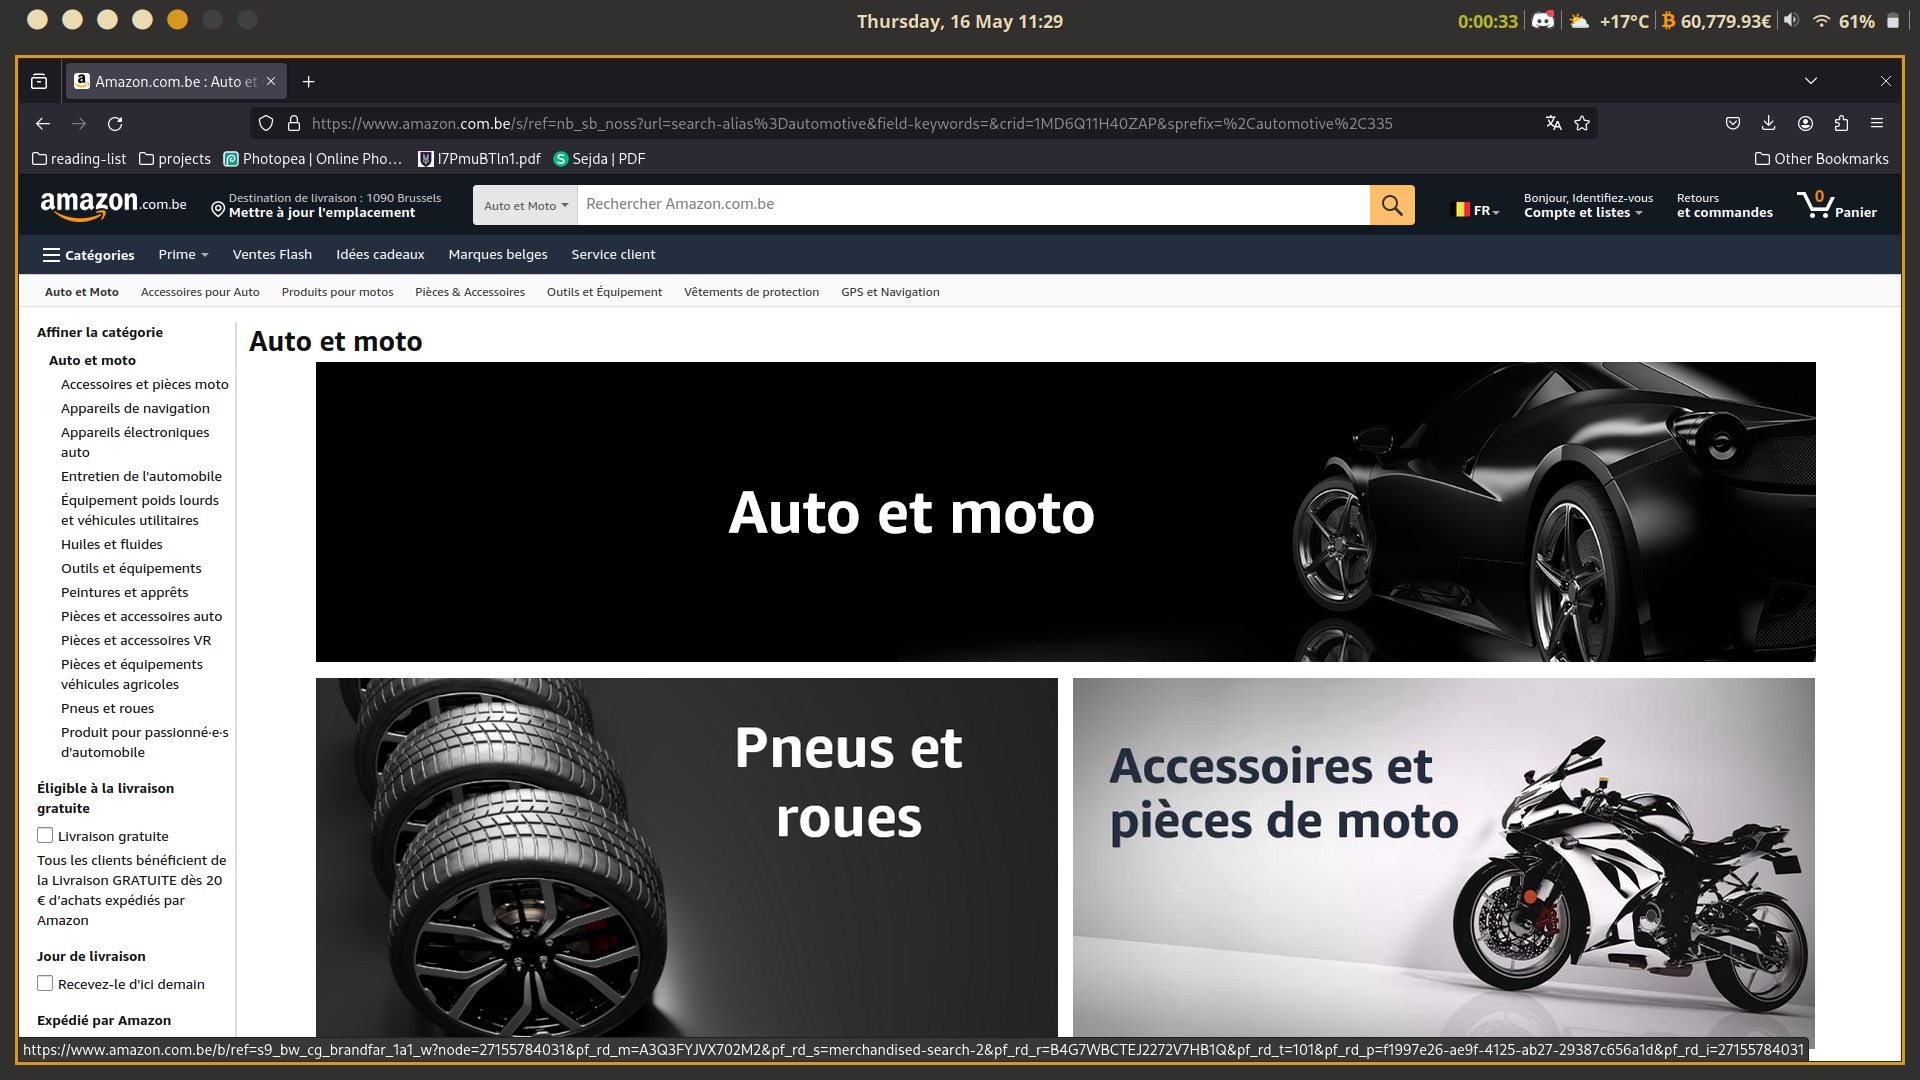 Thursday, 16 May 11:29
0:00:33
+17°C
60,779.93€
61%
Amazon.com.be : Auto et
https://www.amazon.com.be/s/ref=nb_sb_noss?url=search-alias%3Dautomotive&field-keywords=&crid=1MD6Q11H40ZAP&sprefix=%2Cautomotive%2C335
reading-list
projects
Photopea | Online Pho…
I7PmuBTln1.pdf
Sejda | PDF
Other Bookmarks
amazon.com.be
Destination de livraison : 1090 Brussels
Mettre à jour l'emplacement
Auto et Moto
Rechercher Amazon.com.be
FR
Bonjour, Identifiez-vous
Compte et listes
Retours
et commandes
0
Panier
Catégories
Prime
Ventes Flash
Idées cadeaux
Marques belges
Service client
Auto et Moto
Accessoires pour Auto
Produits pour motos
Pièces & Accessoires
Outils et Équipement
Vêtements de protection
GPS et Navigation
Affiner la catégorie
Auto et moto
Accessoires et pièces moto
Appareils de navigation
Appareils électroniques
auto
Entretien de l'automobile
Équipement poids lourds
et véhicules utilitaires
Huiles et fluides
Outils et équipements
Peintures et apprêts
Pièces et accessoires auto
Pièces et accessoires VR
Pièces et équipements
véhicules agricoles
Pneus et roues
Produit pour passionné·e·s
d'automobile
Éligible à la livraison
gratuite
Livraison gratuite
Tous les clients bénéficient de
la Livraison GRATUITE dès 20
€ d’achats expédiés par
Amazon
Jour de livraison
Recevez-le d'ici demain
Expédié par Amazon
Auto et moto
Auto et moto
Pneus et
roues
Accessoires et
pièces de moto
https://www.amazon.com.be/b/ref=s9_bw_cg_brandfar_1a1_w?node=27155784031&pf_rd_m=A3Q3FYJVX702M2&pf_rd_s=merchandised-search-2&pf_rd_r=B4G7WBCTEJ2272V7HB1Q&pf_rd_t=101&pf_rd_p=f1997e26-ae9f-4125-ab27-29387c656a1d&pf_rd_i=27155784031